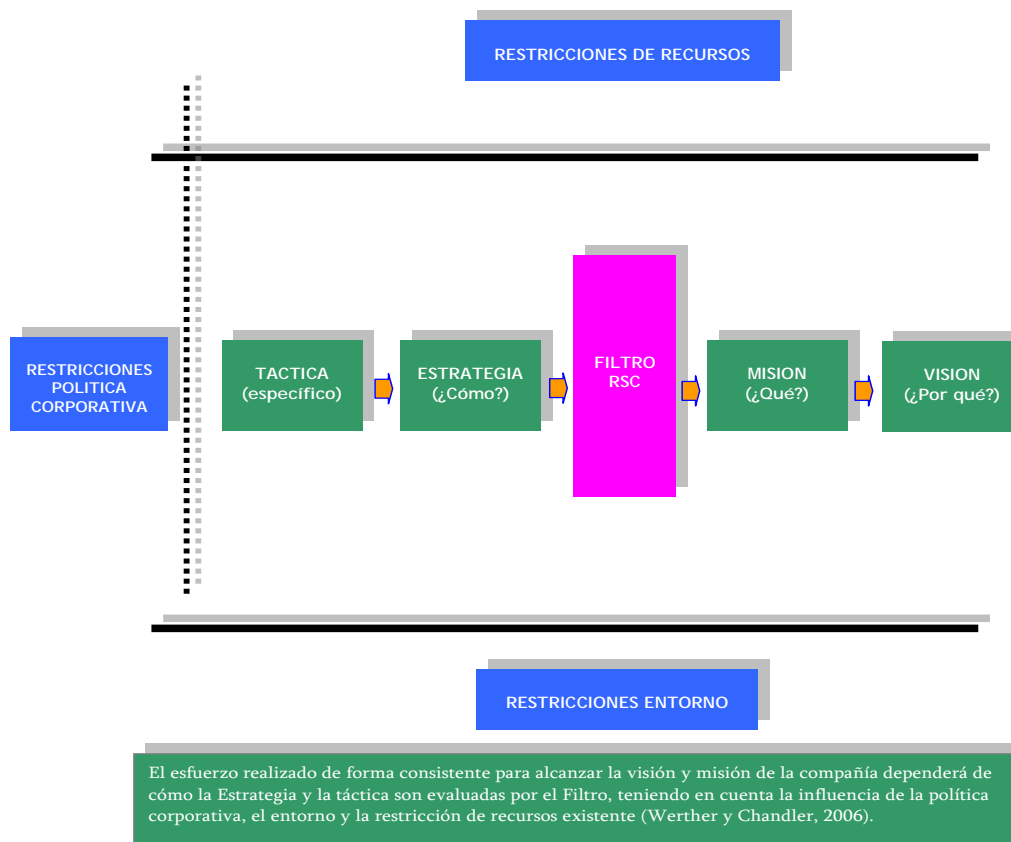 RESTRICCIONES DE RECURSOS
RESTRICCIONES
POLITICA
CORPORATIVA
TACTICA
(específico)
ESTRATEGIA
(¿Cómo?)
FILTRO
RSC
MISION
(¿Qué?)
VISION
(¿Por qué?)
RESTRICCIONES ENTORNO
El esfuerzo realizado de forma consistente para alcanzar la visión y misión de la compañía dependerá de
cómo la Estrategia y la táctica son evaluadas por el Filtro, teniendo en cuenta la influencia de la política
corporativa, el entorno y la restricción de recursos existente (Werther y Chandler, 2006).